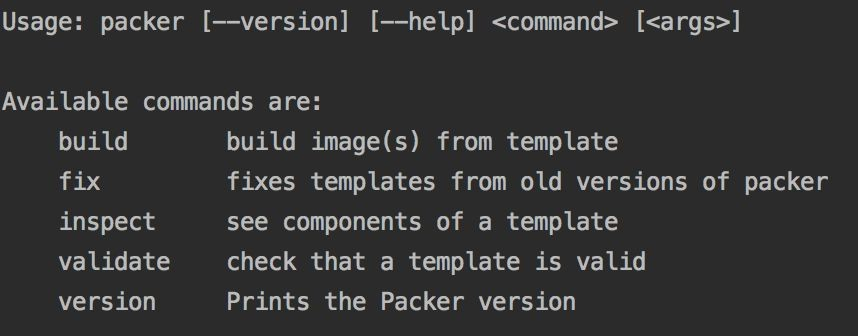 Usage: packer [--version] [--help] <command> [<args>]
Available commands are:
build build image(s) from template
fix fixes templates from old versions of packer
inspect see components of a template
validate check that a template is valid
version Prints the Packer version